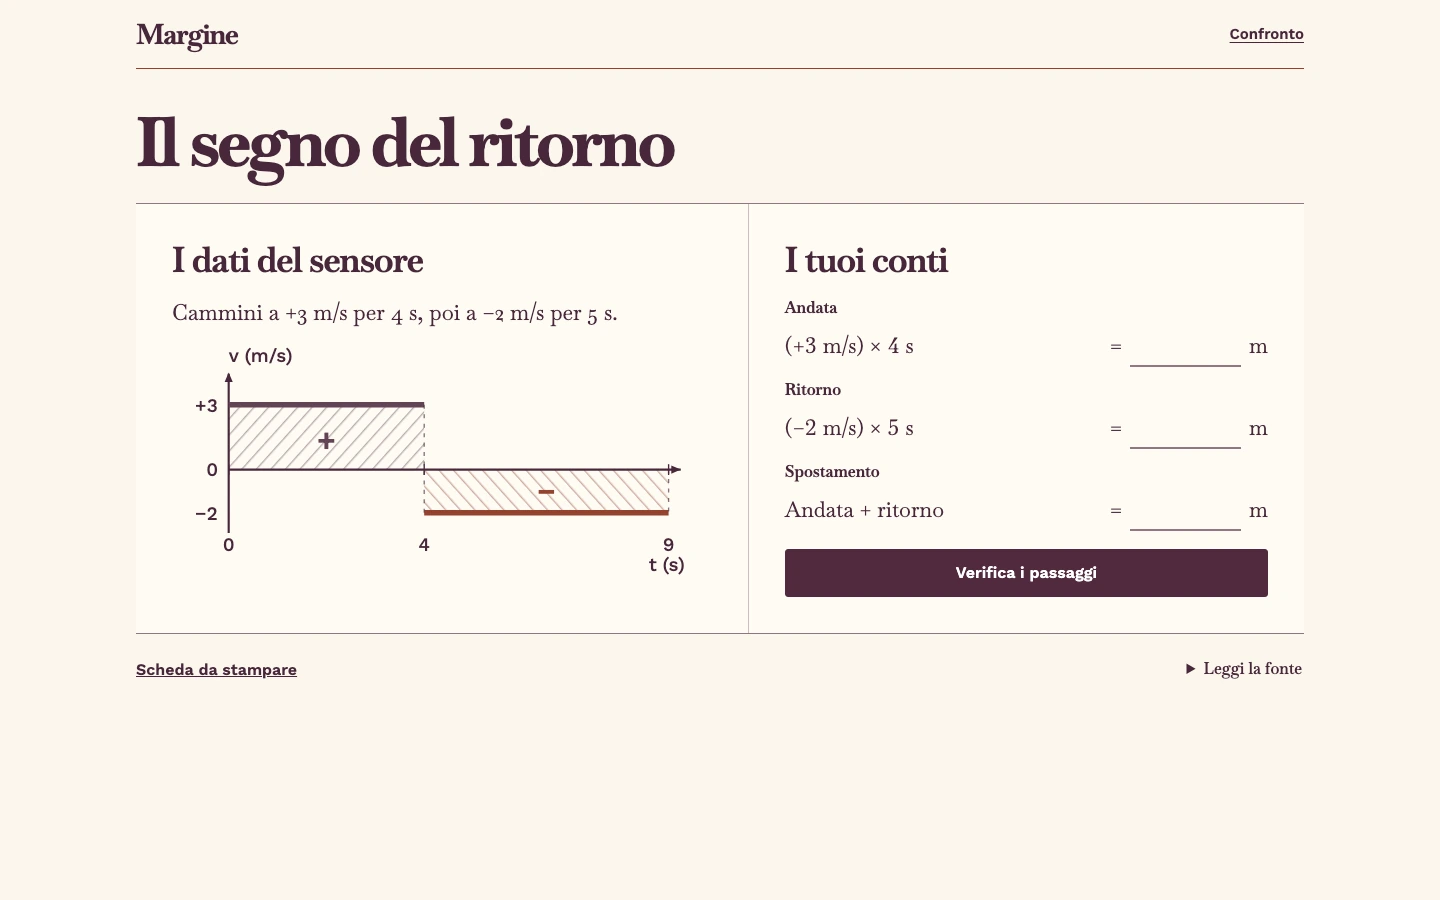 Margine
Confronto
Il segno del ritorno
I dati del sensore
Cammini a +3 m/s per 4 s, poi a −2 m/s per 5 s.
v (m/s)
+3
+
0
−
−2
0 4 9
t (s)
I tuoi conti
Andata
(+3 m/s) × 4 s = m
Ritorno
(−2 m/s) × 5 s = m
Spostamento
Andata + ritorno = m
Verifica i passaggi
Scheda da stampare
▶ Leggi la fonte